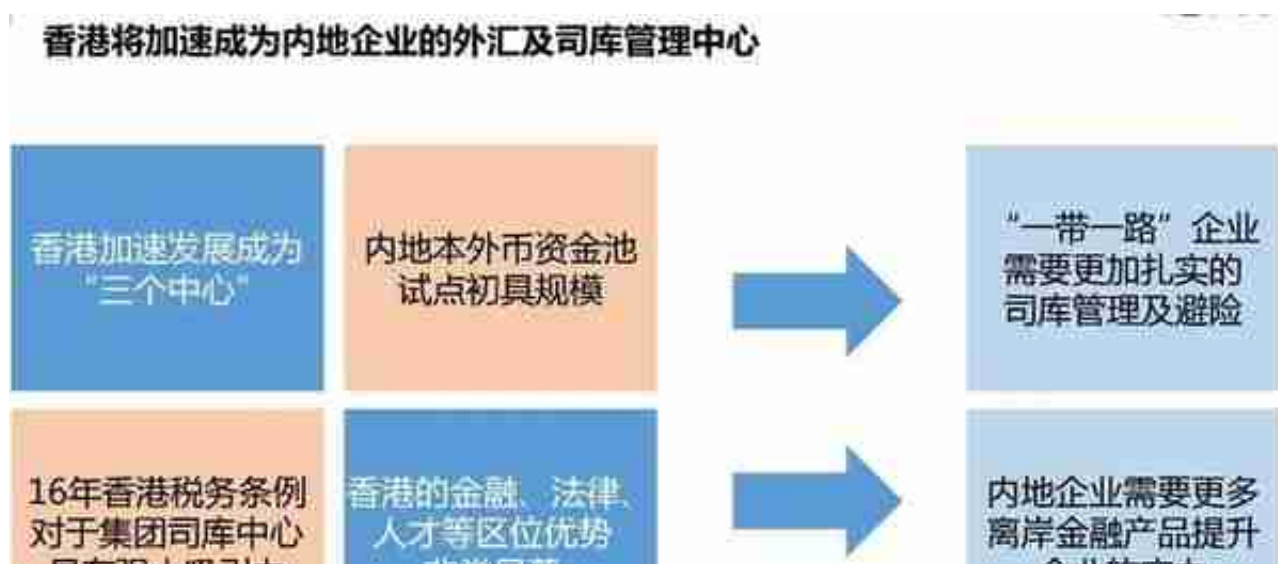 香港将加速成为内地企业的外汇及司库管理中心
香港加速发展成为
“三个中心”
内地本外币资金池
试点初具规模
“一带一路”企业
需要更加扎实的
司库管理及避险
16年香港税务条例
对于集团司库中心
香港的金融、法律、
人才等区位优势
内地企业需要更多
离岸金融产品提升